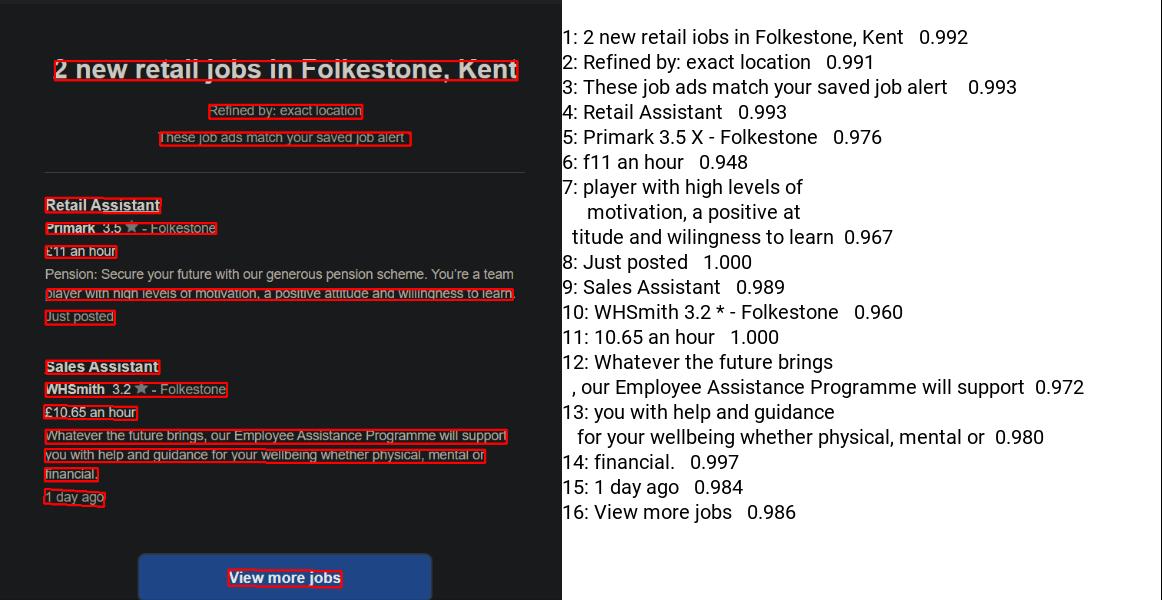 2 new retail jobs in Folkestone, Kent
Refined by: exact location
These job ads match your saved job alert
Retail Assistant
Primark 3.5 ★ - Folkestone
£11 an hour
Pension: Secure your future with our generous pension scheme. You're a team
player with high levels of motivation, a positive attitude and willingness to learn.
Just posted
Sales Assistant
WHSmith 3.2 ★ - Folkestone
£10.65 an hour
Whatever the future brings, our Employee Assistance Programme will support
you with help and guidance for your wellbeing whether physical, mental or
financial.
1 day ago
View more jobs
1: 2 new retail iobs in Folkestone, Kent 0.992
2: Refined by: exact location 0.991
3: These job ads match your saved job alert 0.993
4: Retail Assistant 0.993
5: Primark 3.5 X - Folkestone 0.976
6: f11 an hour 0.948
7: player with high levels of
motivation, a positive at
titude and wilingness to learn 0.967
8: Just posted 1.000
9: Sales Assistant 0.989
10: WHSmith 3.2 * - Folkestone 0.960
11: 10.65 an hour 1.000
12: Whatever the future brings
, our Employee Assistance Programme will support 0.972
13: you with help and guidance
for your wellbeing whether physical, mental or 0.980
14: financial. 0.997
15: 1 day ago 0.984
16: View more jobs 0.986